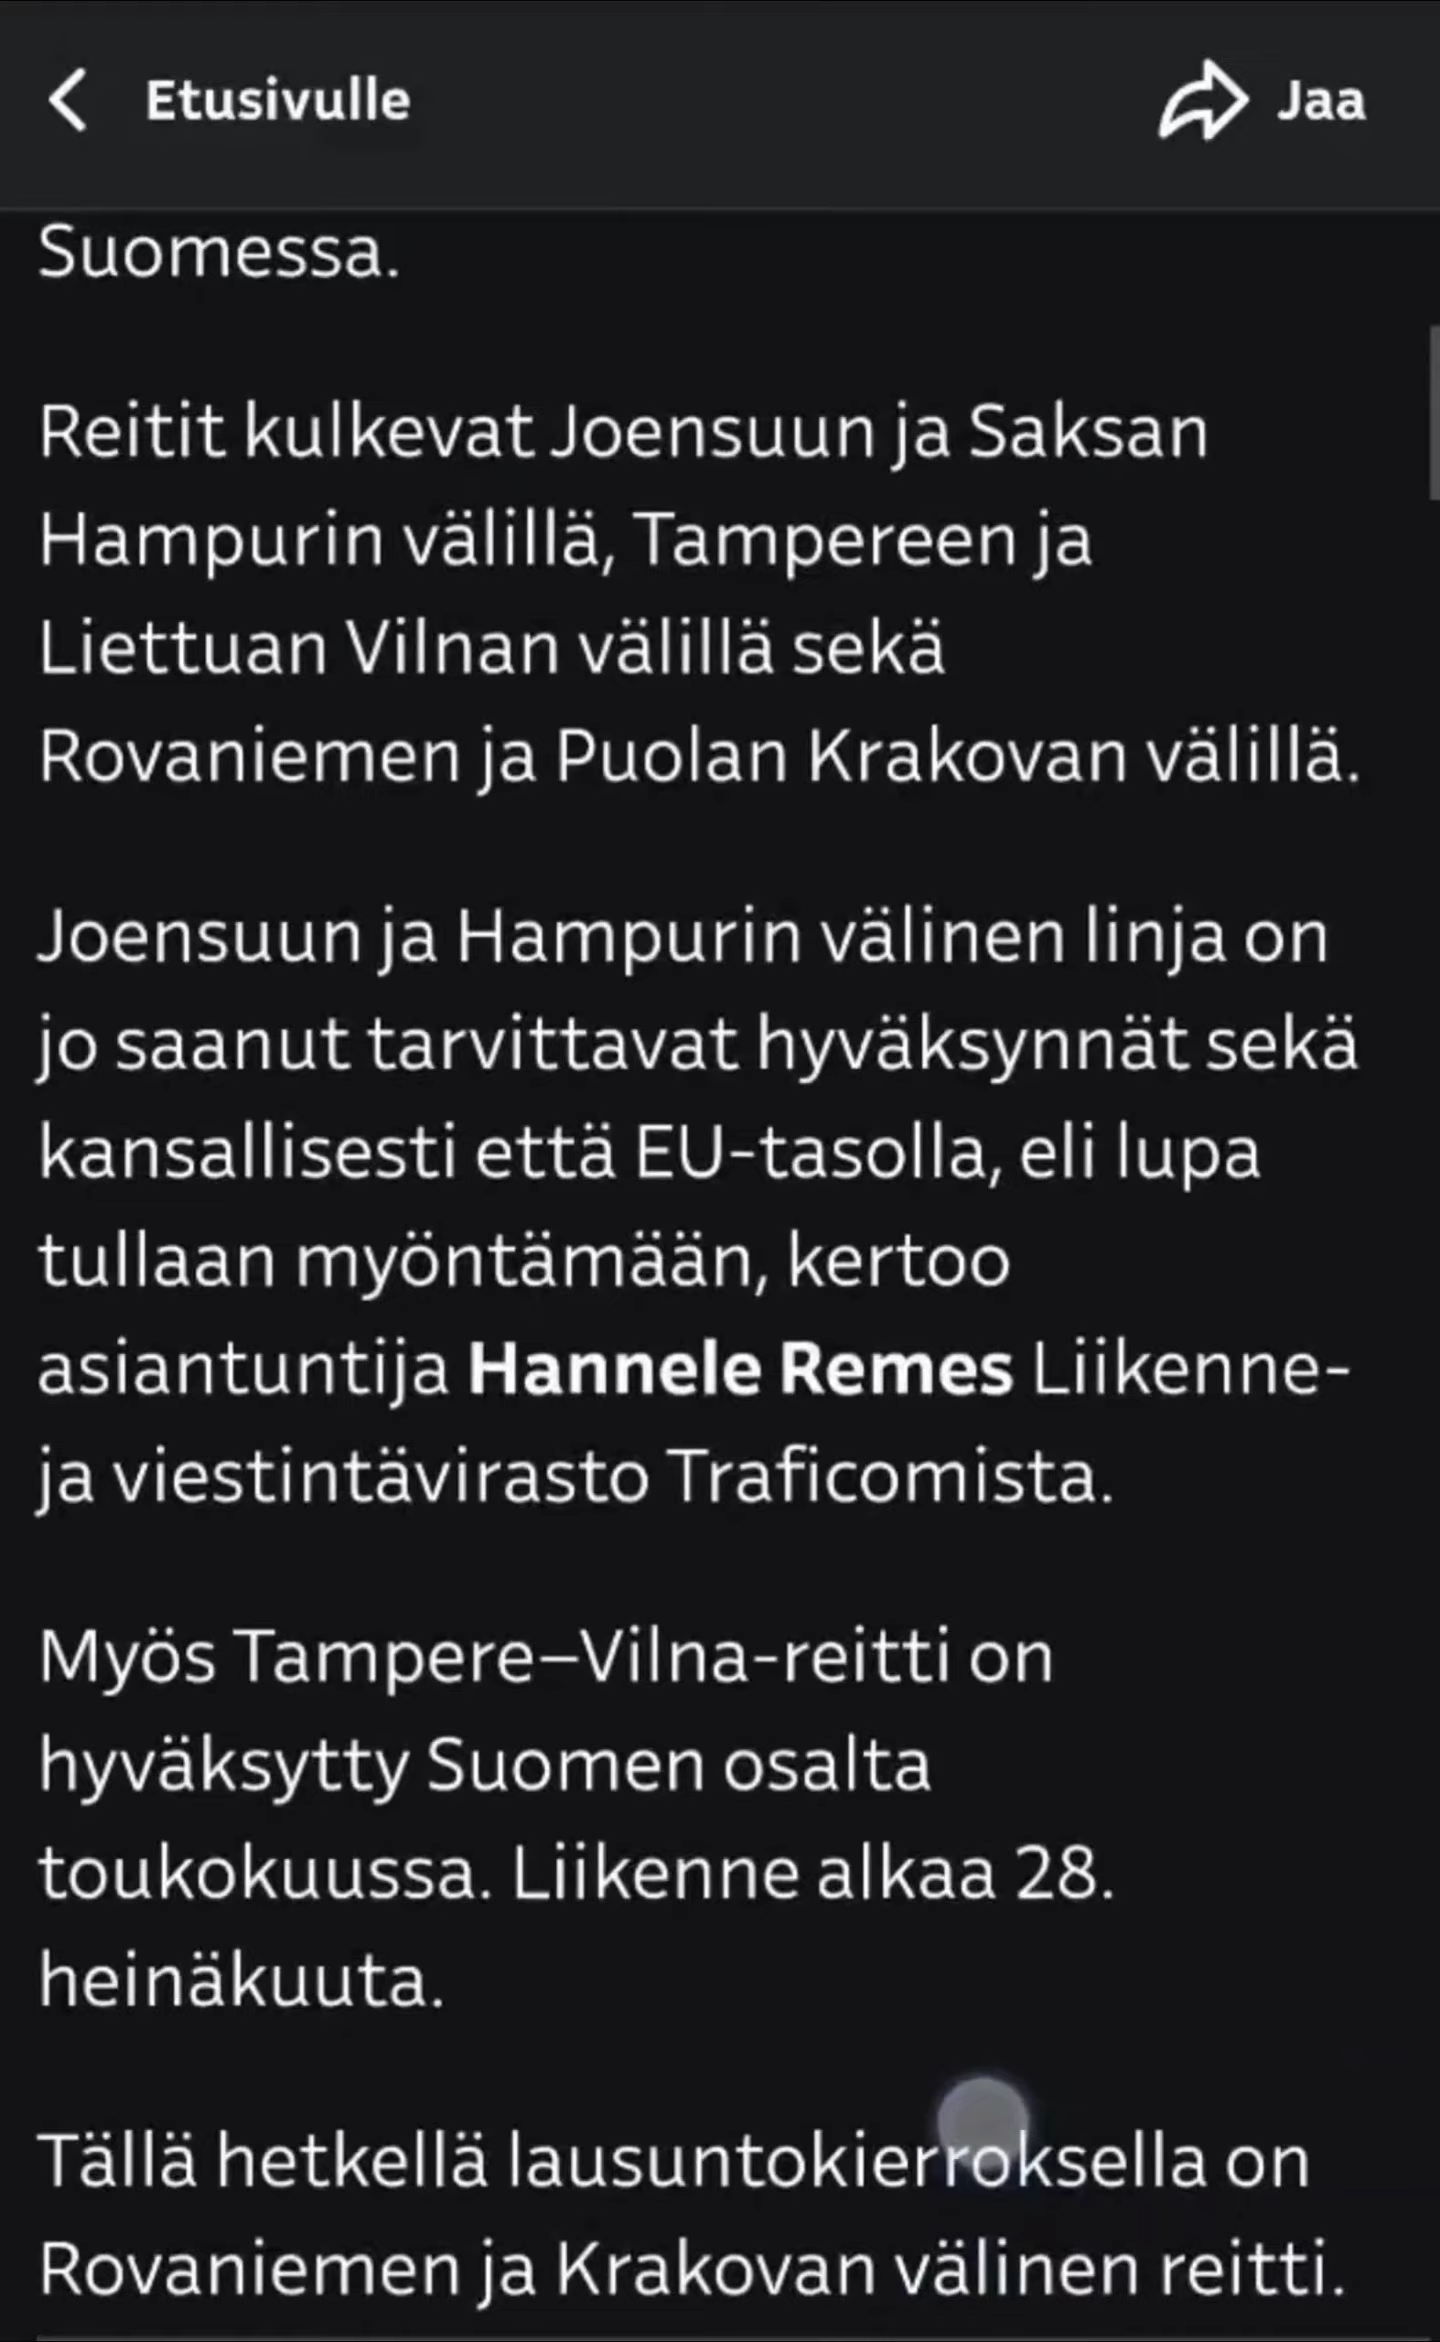 Etusivulle
Jaa
Suomessa.
Reitit kulkevat Joensuun ja Saksan
Hampurin välillä, Tampereen ja
Liettuan Vilnan välillä sekä
Rovaniemen ja Puolan Krakovan välillä.
Joensuun ja Hampurin välinen linja on
jo saanut tarvittavat hyväksynnät sekä
kansallisesti että EU-tasolla, eli lupa
tullaan myöntämään, kertoo
asiantuntija Hannele Remes Liikenne-
ja viestintävirasto Traficomista.
Myös Tampere–Vilna-reitti on
hyväksytty Suomen osalta
toukokuussa. Liikenne alkaa 28.
heinäkuuta.
Tällä hetkellä lausuntokierroksella on
Rovaniemen ja Krakovan välinen reitti.